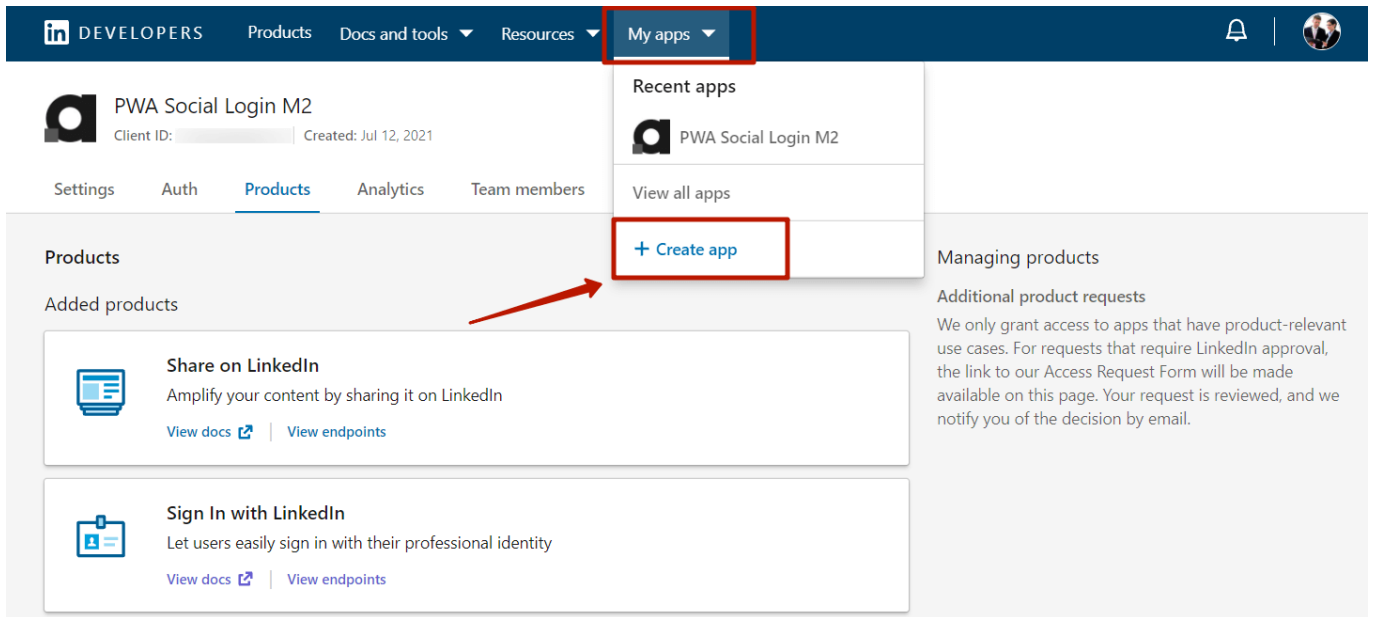 in DEVELOPERS Products Docs and tools Resources My apps
Recent apps
PWA Social Login M2
View all apps
+ Create app
PWA Social Login M2
Client ID: Created: Jul 12, 2021
Settings Auth Products Analytics Team members
Products
Added products
Share on LinkedIn
Amplify your content by sharing it on LinkedIn
View docs View endpoints
Sign In with LinkedIn
Let users easily sign in with their professional identity
View docs View endpoints
Managing products
Additional product requests
We only grant access to apps that have product-relevant
use cases. For requests that require LinkedIn approval,
the link to our Access Request Form will be made
available on this page. Your request is reviewed, and we
notify you of the decision by email.